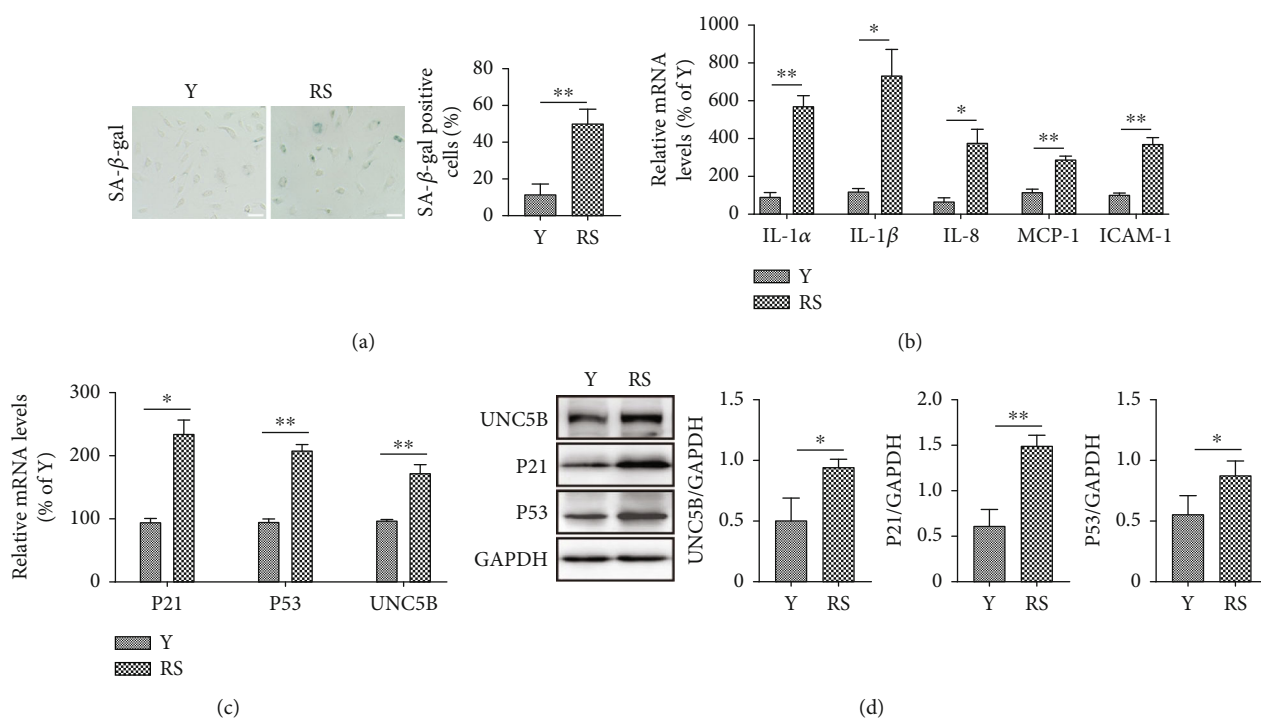 Y RS
SA-β-gal
SA-β-gal positive
cells (%)
80
60
40
20
0
**
Y RS
(a)
Relative mRNA
levels (% of Y)
1000
800
600
400
200
0
** * * ** **
IL-1α IL-1β IL-8 MCP-1 ICAM-1
Y
RS
(b)
Relative mRNA levels
(% of Y)
300
200
100
0
* ** **
P21 P53 UNC5B
Y
RS
(c)
Y RS
UNC5B
P21
P53
GAPDH
UNC5B/GAPDH
1.5
1.0
0.5
0
*
Y RS
P21/GAPDH
2.0
1.5
1.0
0.5
0
**
Y RS
P53/GAPDH
1.5
1.0
0.5
0
*
Y RS
(d)